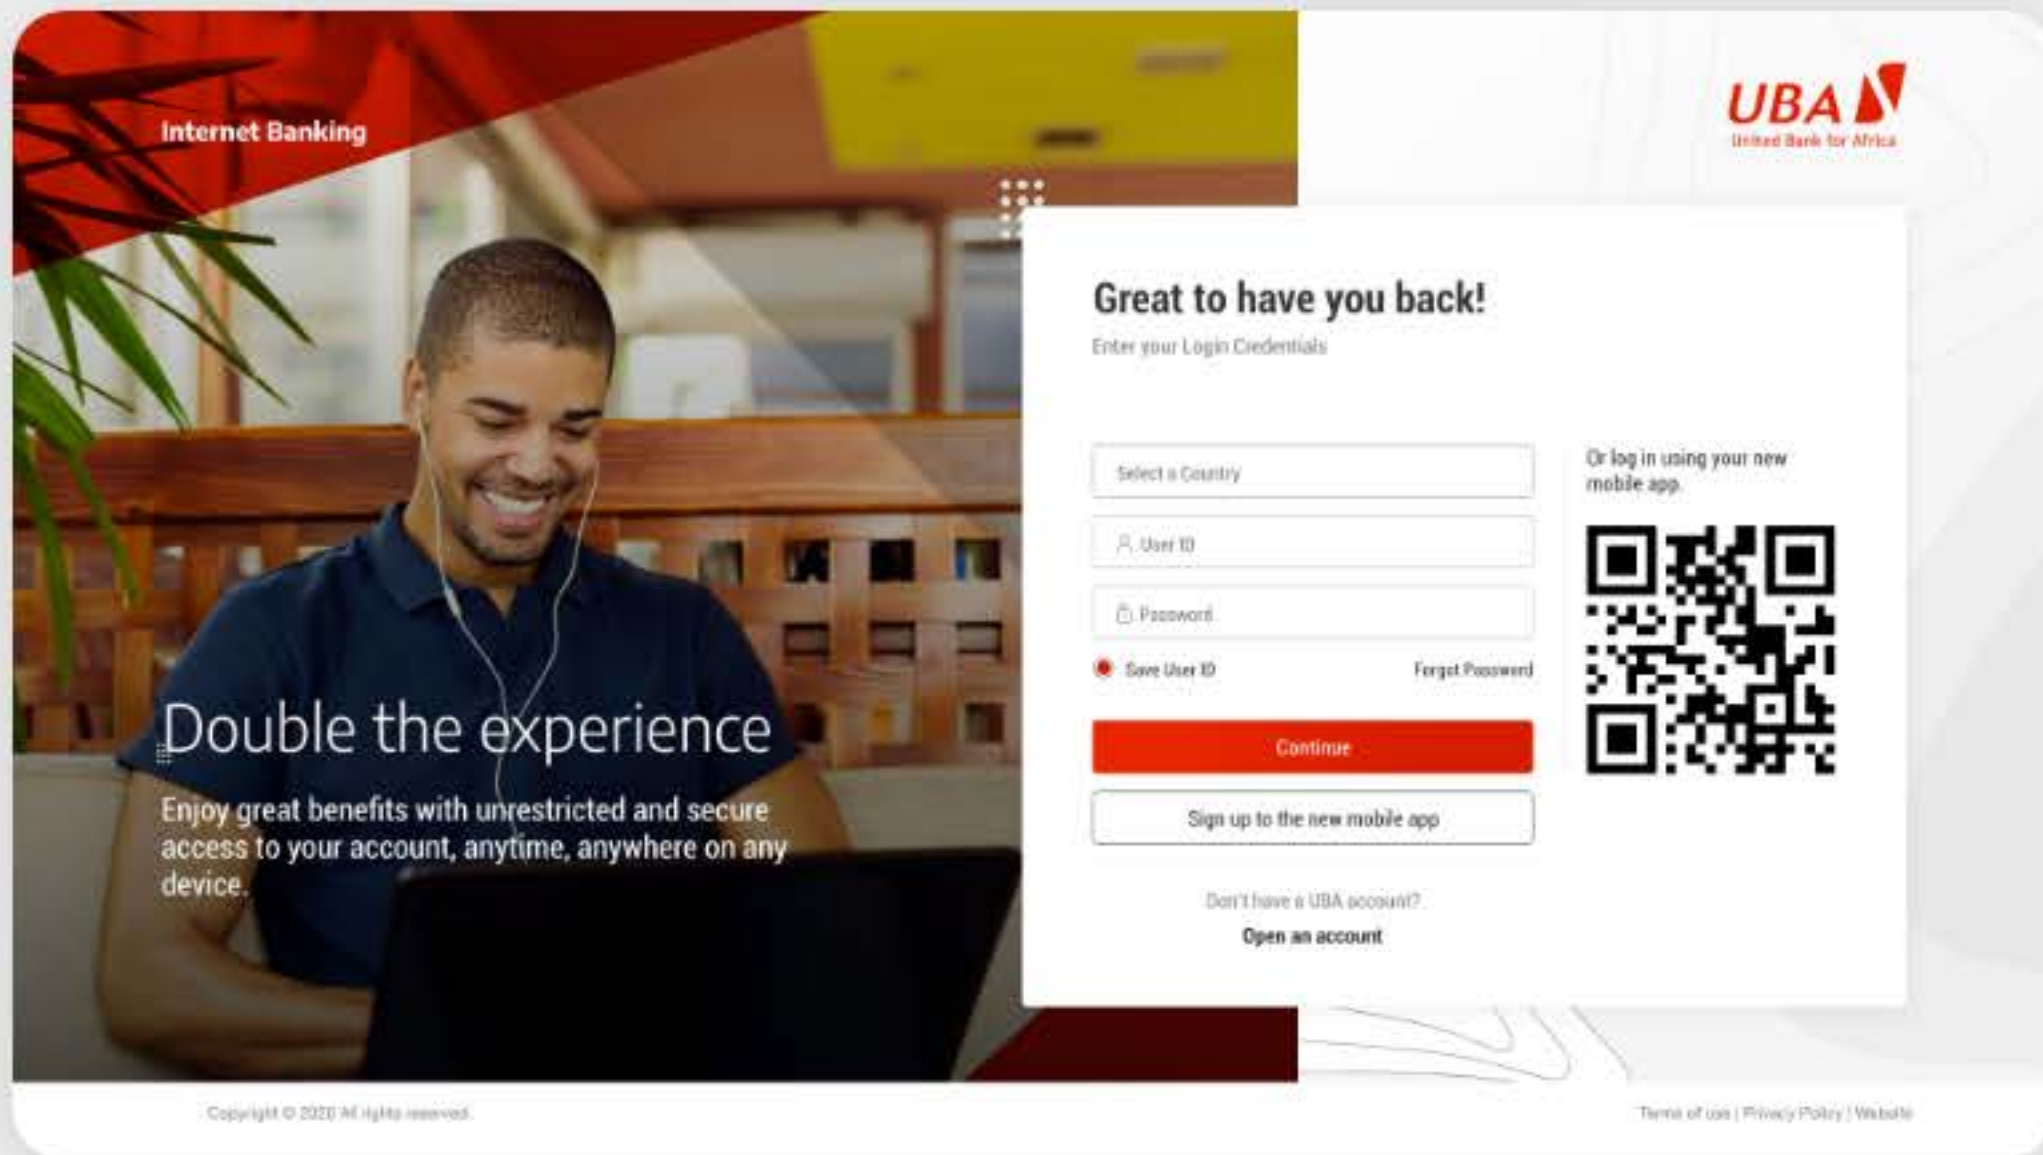 Internet Banking
UBA
United Bank for Africa
Great to have you back!
Enter your Login Credentials
Select a Country
User ID
Password
Save User ID
Forgot Password
Continue
Sign up to the new mobile app
Don't have a UBA account?
Open an account
Or log in using your new
mobile app.
Double the experience
Enjoy great benefits with unrestricted and secure
access to your account, anytime, anywhere on any
device.
Copyright © 2020 All rights reserved.
Terms of use | Privacy Policy | Website